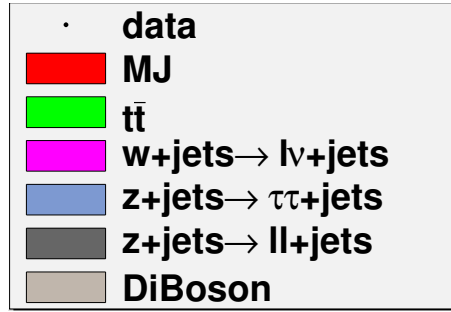 data
MJ
tt̄
w+jets→ lν+jets
z+jets→ ττ+jets
z+jets→ ll+jets
DiBoson